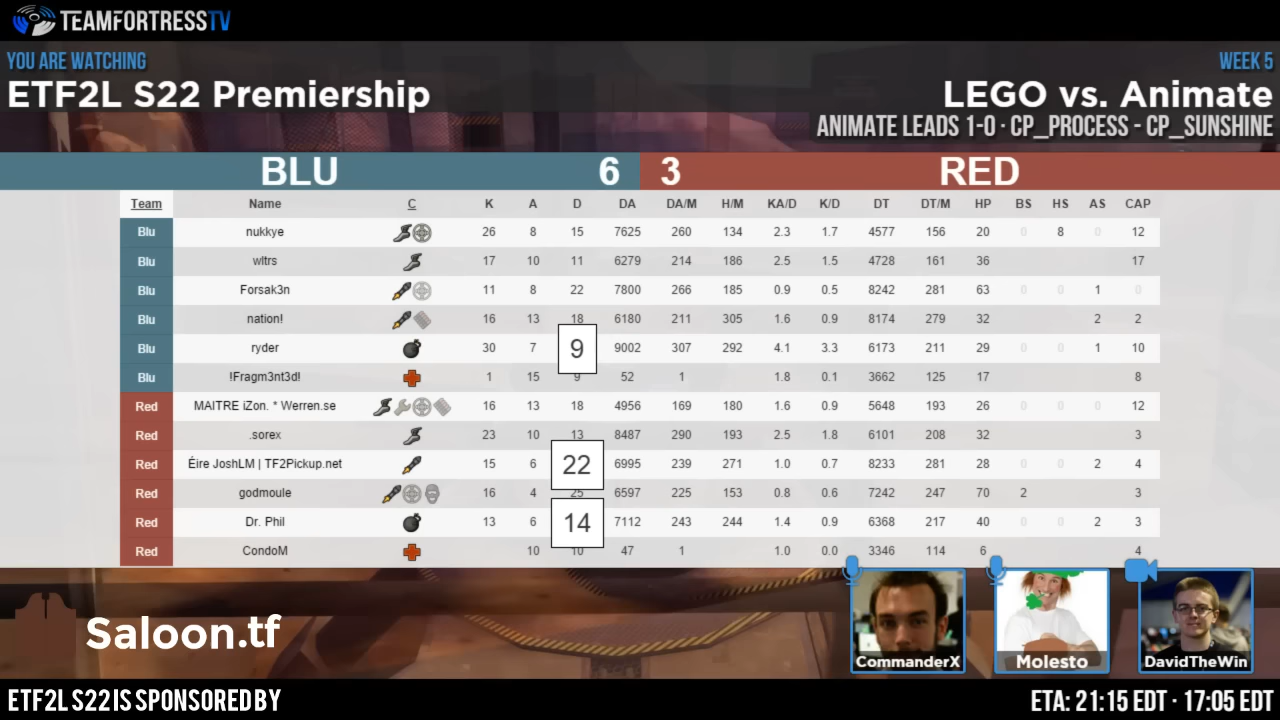 TEAMFORTRESSTV
YOU ARE WATCHING
WEEK 5
ETF2L S22 Premiership
LEGO vs. Animate
ANIMATE LEADS 1-0 · CP_PROCESS - CP_SUNSHINE
BLU 6 3 RED
Team Name C K A D DA DA/M H/M KA/D K/D DT DT/M HP BS HS AS CAP
Blu nukkye 26 8 15 7625 260 134 2.3 1.7 4577 156 20 0 8 0 12
Blu wltrs 17 10 11 6279 214 186 2.5 1.5 4728 161 36 17
Blu Forsak3n 11 8 22 7800 266 185 0.9 0.5 8242 281 63 0 0 1 0
Blu nation! 16 13 18 6180 211 305 1.6 0.9 8174 279 32 2 2
Blu ryder 30 7 9 9002 307 292 4.1 3.3 6173 211 29 0 0 1 10
Blu !Fragm3nt3d! 1 15 9 52 1 1.8 0.1 3662 125 17 8
Red MAITRE iZon. * Werren.se 16 13 18 4956 169 180 1.6 0.9 5648 193 26 0 0 0 12
Red .sorex 23 10 13 8487 290 193 2.5 1.8 6101 208 32 3
Red Éire JoshLM | TF2Pickup.net 15 6 22 6995 239 271 1.0 0.7 8233 281 28 0 0 2 4
Red godmoule 16 4 25 6597 225 153 0.8 0.6 7242 247 70 2 3
Red Dr. Phil 13 6 14 7112 243 244 1.4 0.9 6368 217 40 0 0 2 3
Red CondoM 10 10 47 1 1.0 0.0 3346 114 6 4
Saloon.tf
CommanderX
Molesto
DavidTheWin
ETF2L S22 IS SPONSORED BY
ETA: 21:15 EDT · 17:05 EDT